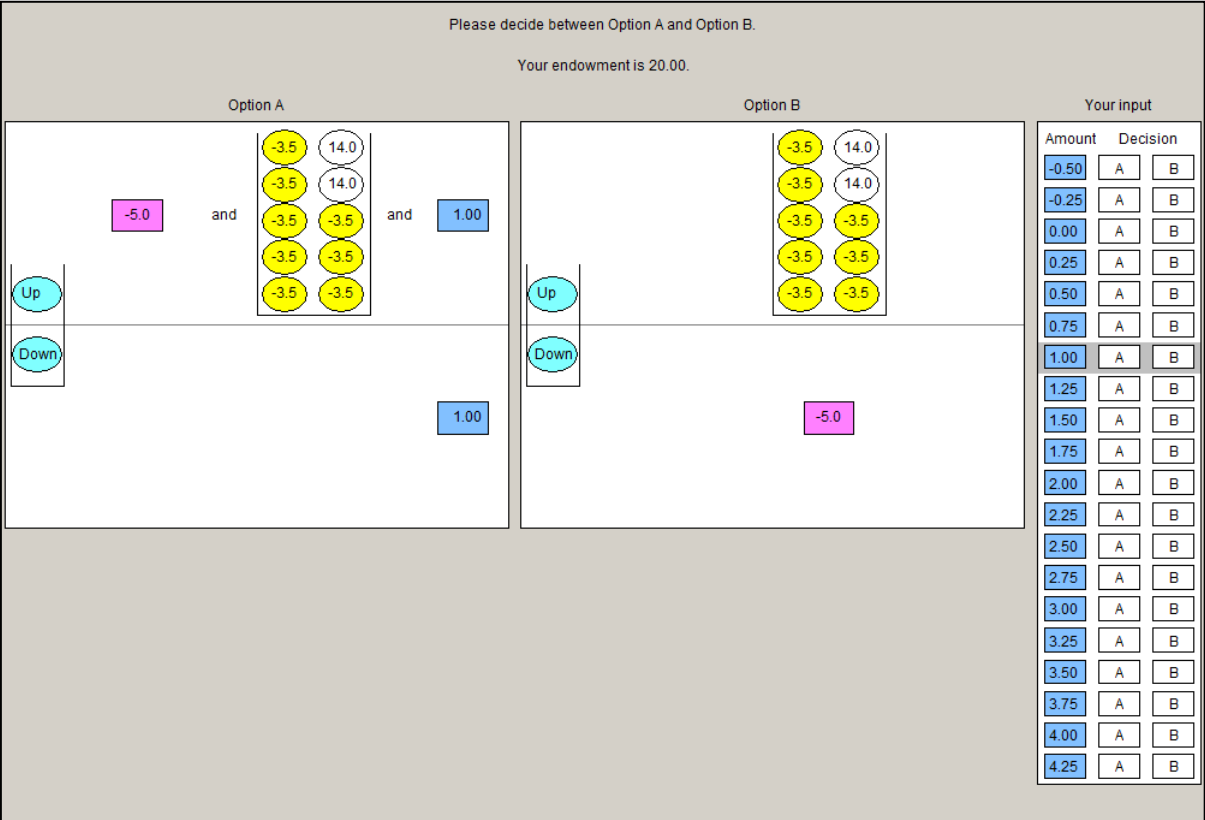 Please decide between Option A and Option B.
Your endowment is 20.00.
Option A
Option B
Your input
-3.5 14.0
-3.5 14.0
-5.0 and -3.5 -3.5 and 1.00
-3.5 -3.5
Up -3.5 -3.5
Down
1.00
-3.5 14.0
-3.5 14.0
-3.5 -3.5
-3.5 -3.5
Up -3.5 -3.5
Down
-5.0
Amount Decision
-0.50 A B
-0.25 A B
0.00 A B
0.25 A B
0.50 A B
0.75 A B
1.00 A B
1.25 A B
1.50 A B
1.75 A B
2.00 A B
2.25 A B
2.50 A B
2.75 A B
3.00 A B
3.25 A B
3.50 A B
3.75 A B
4.00 A B
4.25 A B